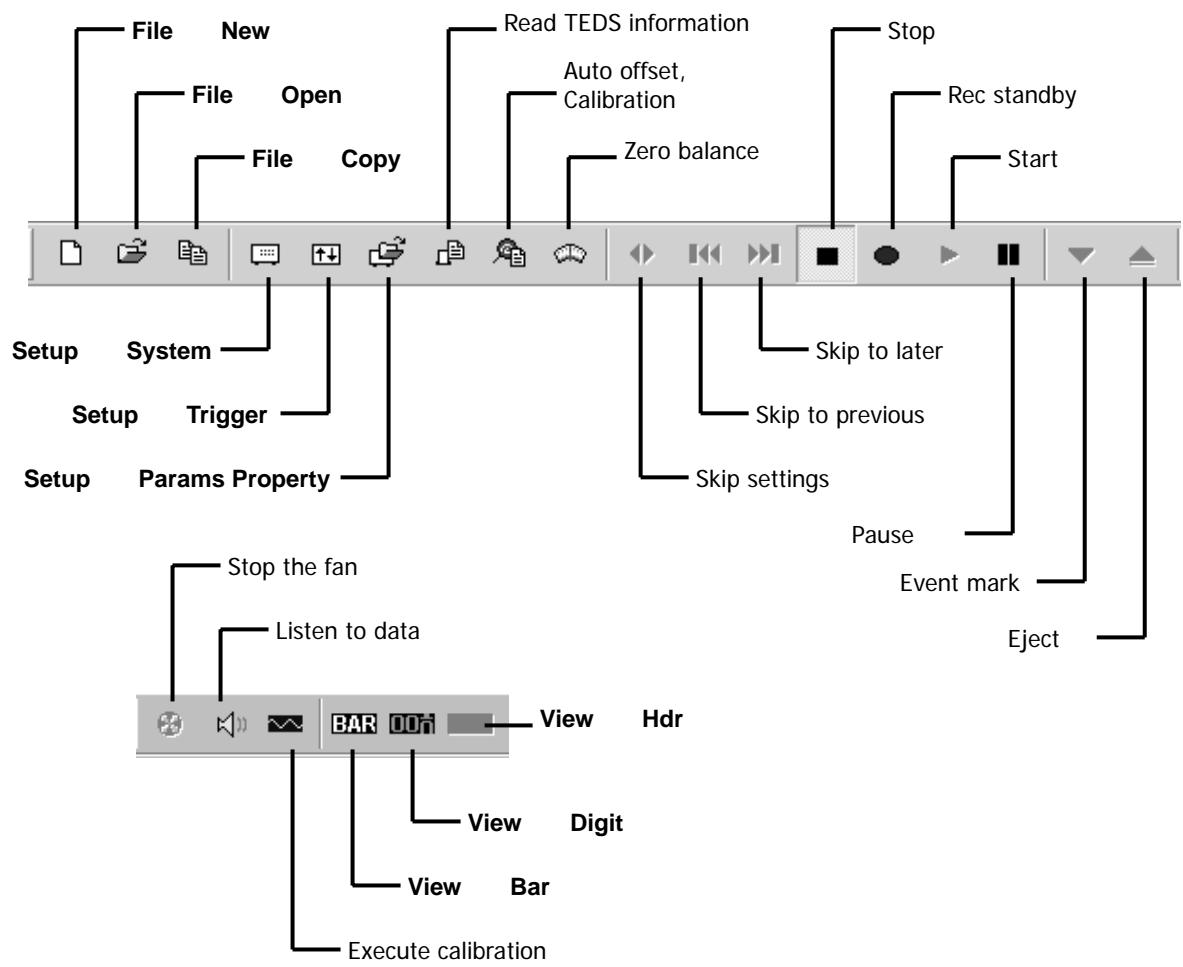 File New
Read TEDS information
Stop
Auto offset,
Calibration
File Open
Rec standby
File Copy
Zero balance
Start
Setup System
Skip to later
Setup Trigger
Skip to previous
Setup Params Property
Skip settings
Pause
Stop the fan
Event mark
Listen to data
Eject
BAR
View Hdr
View Digit
View Bar
Execute calibration